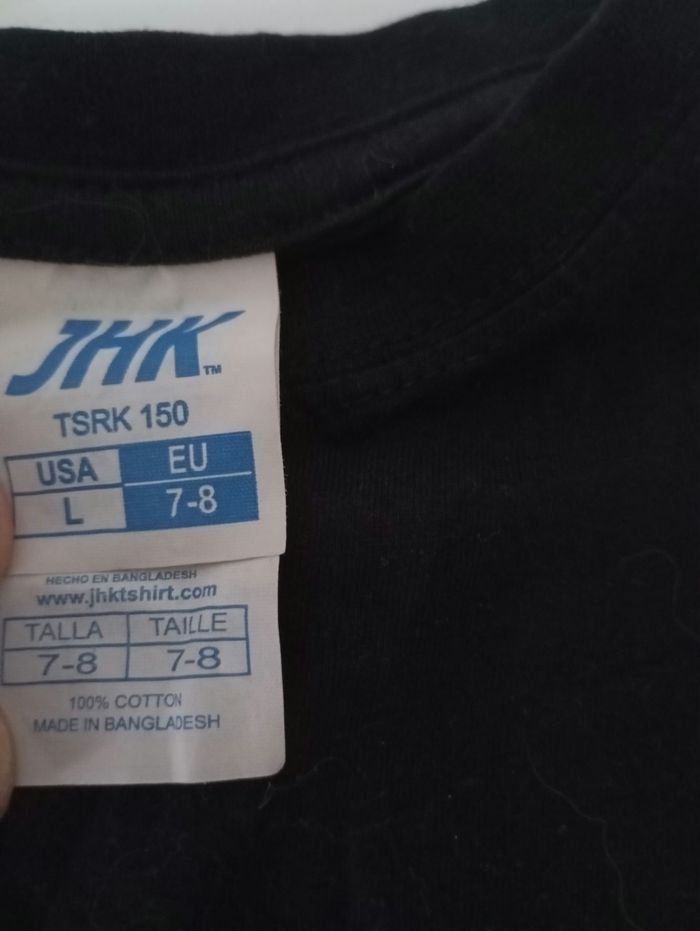 JHK™
TSRK 150
USA EU
L 7-8
HECHO EN BANGLADESH
www.jhktshirt.com
TALLA TAILLE
7-8 7-8
100% COTTON
MADE IN BANGLADESH